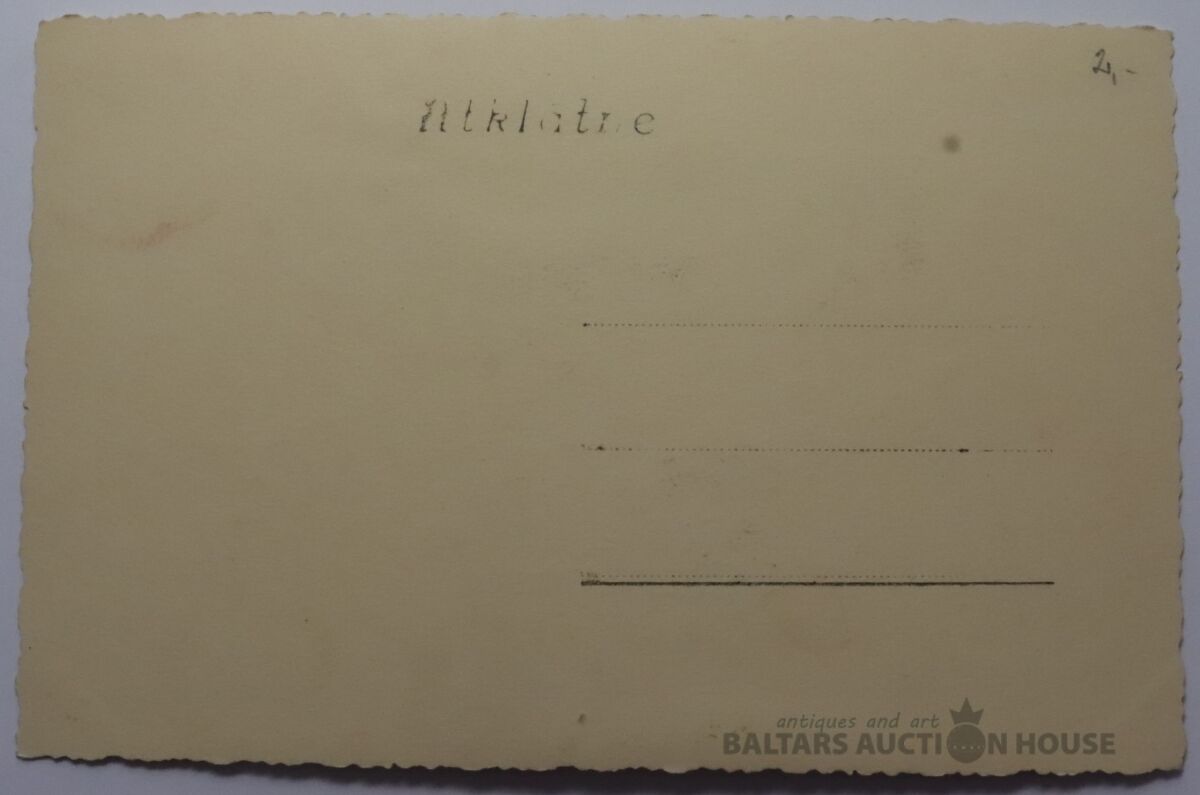 2,-
Atklatne
antiques and art
BALTARS AUCTION HOUSE